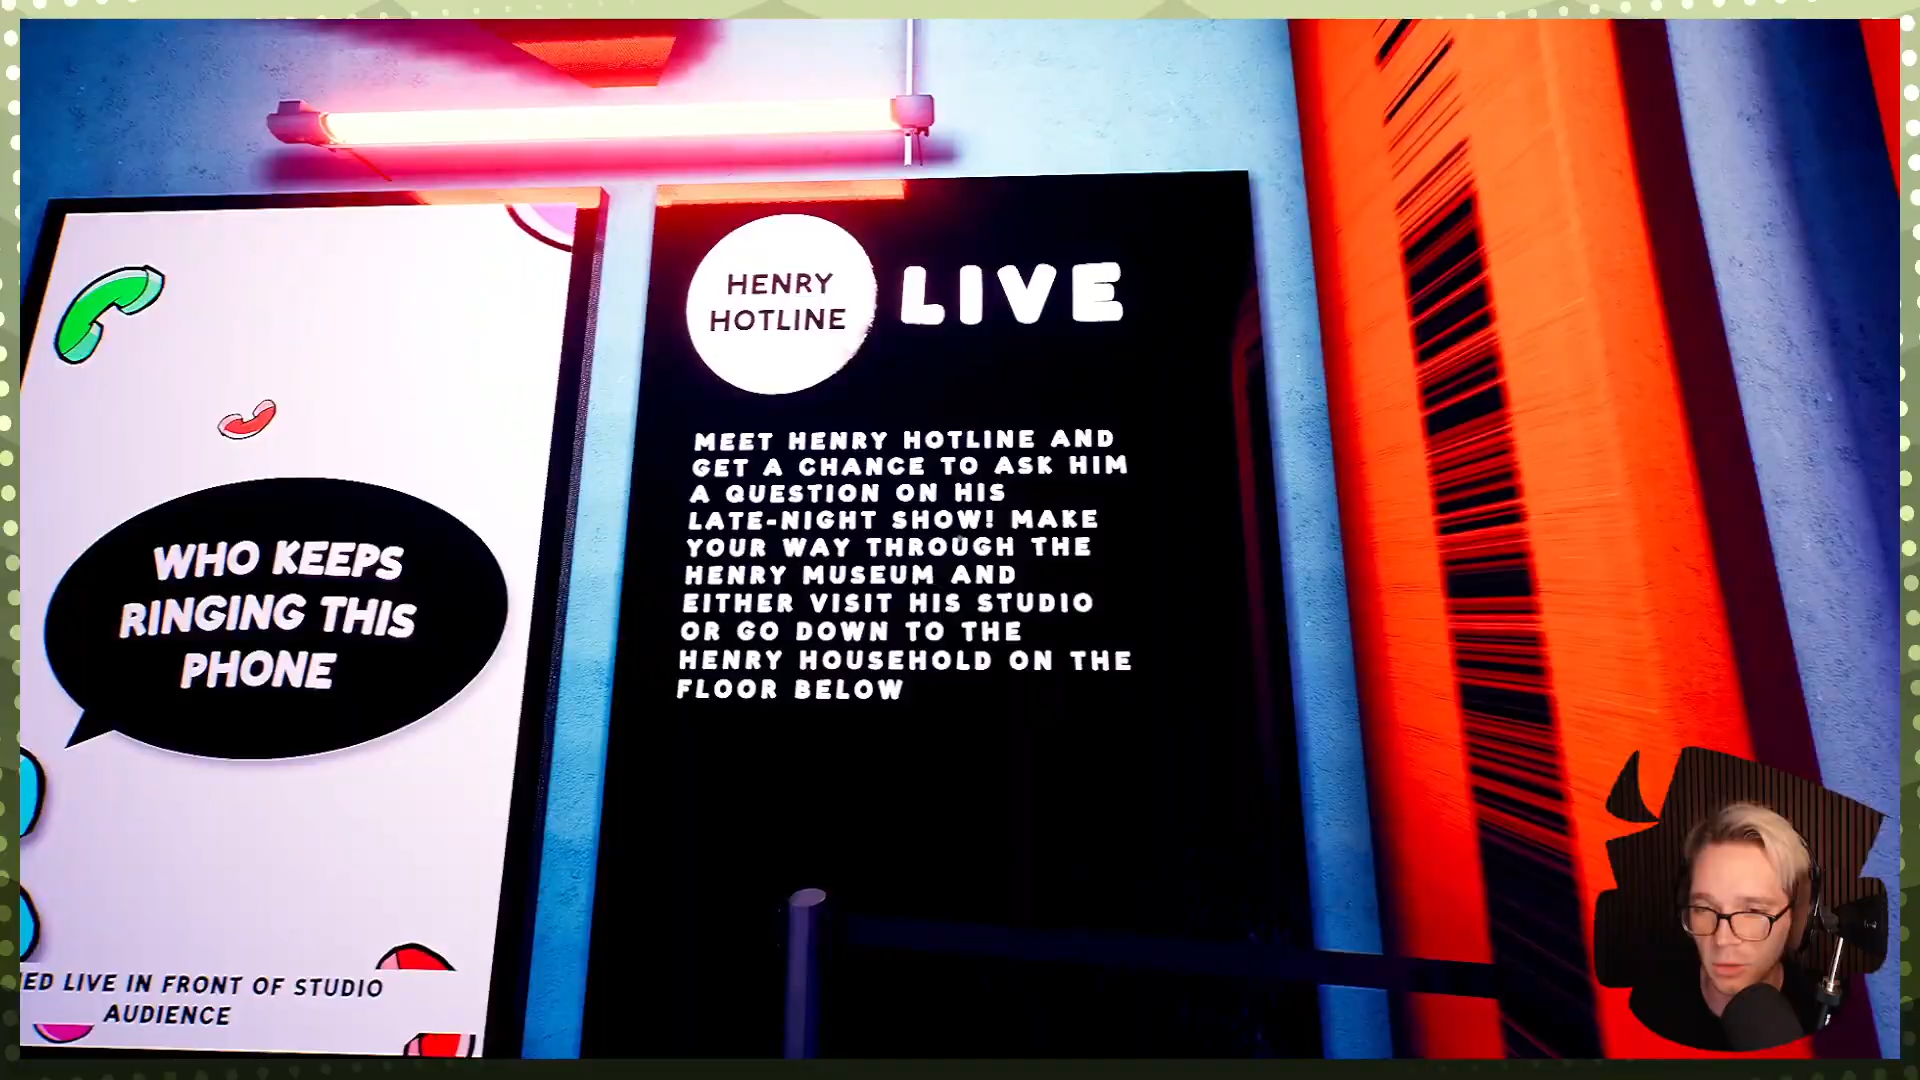 WHO KEEPS
RINGING THIS
PHONE
LIVE IN FRONT OF STUDIO
AUDIENCE
HENRY
HOTLINE
LIVE
MEET HENRY HOTLINE AND
GET A CHANCE TO ASK HIM
A QUESTION ON HIS
LATE-NIGHT SHOW! MAKE
YOUR WAY THROUGH THE
HENRY MUSEUM AND
EITHER VISIT HIS STUDIO
OR GO DOWN TO THE
HENRY HOUSEHOLD ON THE
FLOOR BELOW